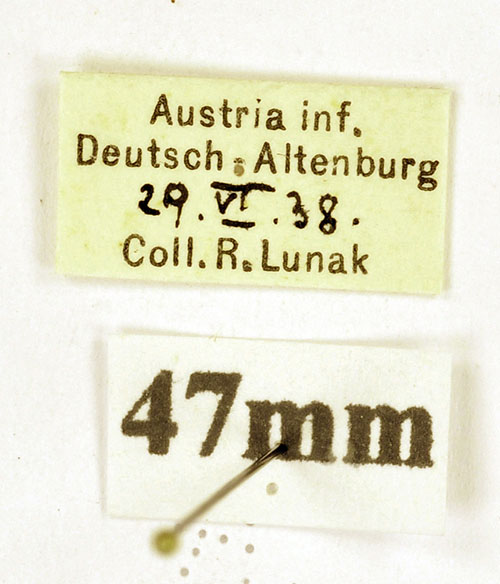 Austria inf.
Deutsch-Altenburg
29.VI.38.
Coll. R. Lunak
47mm